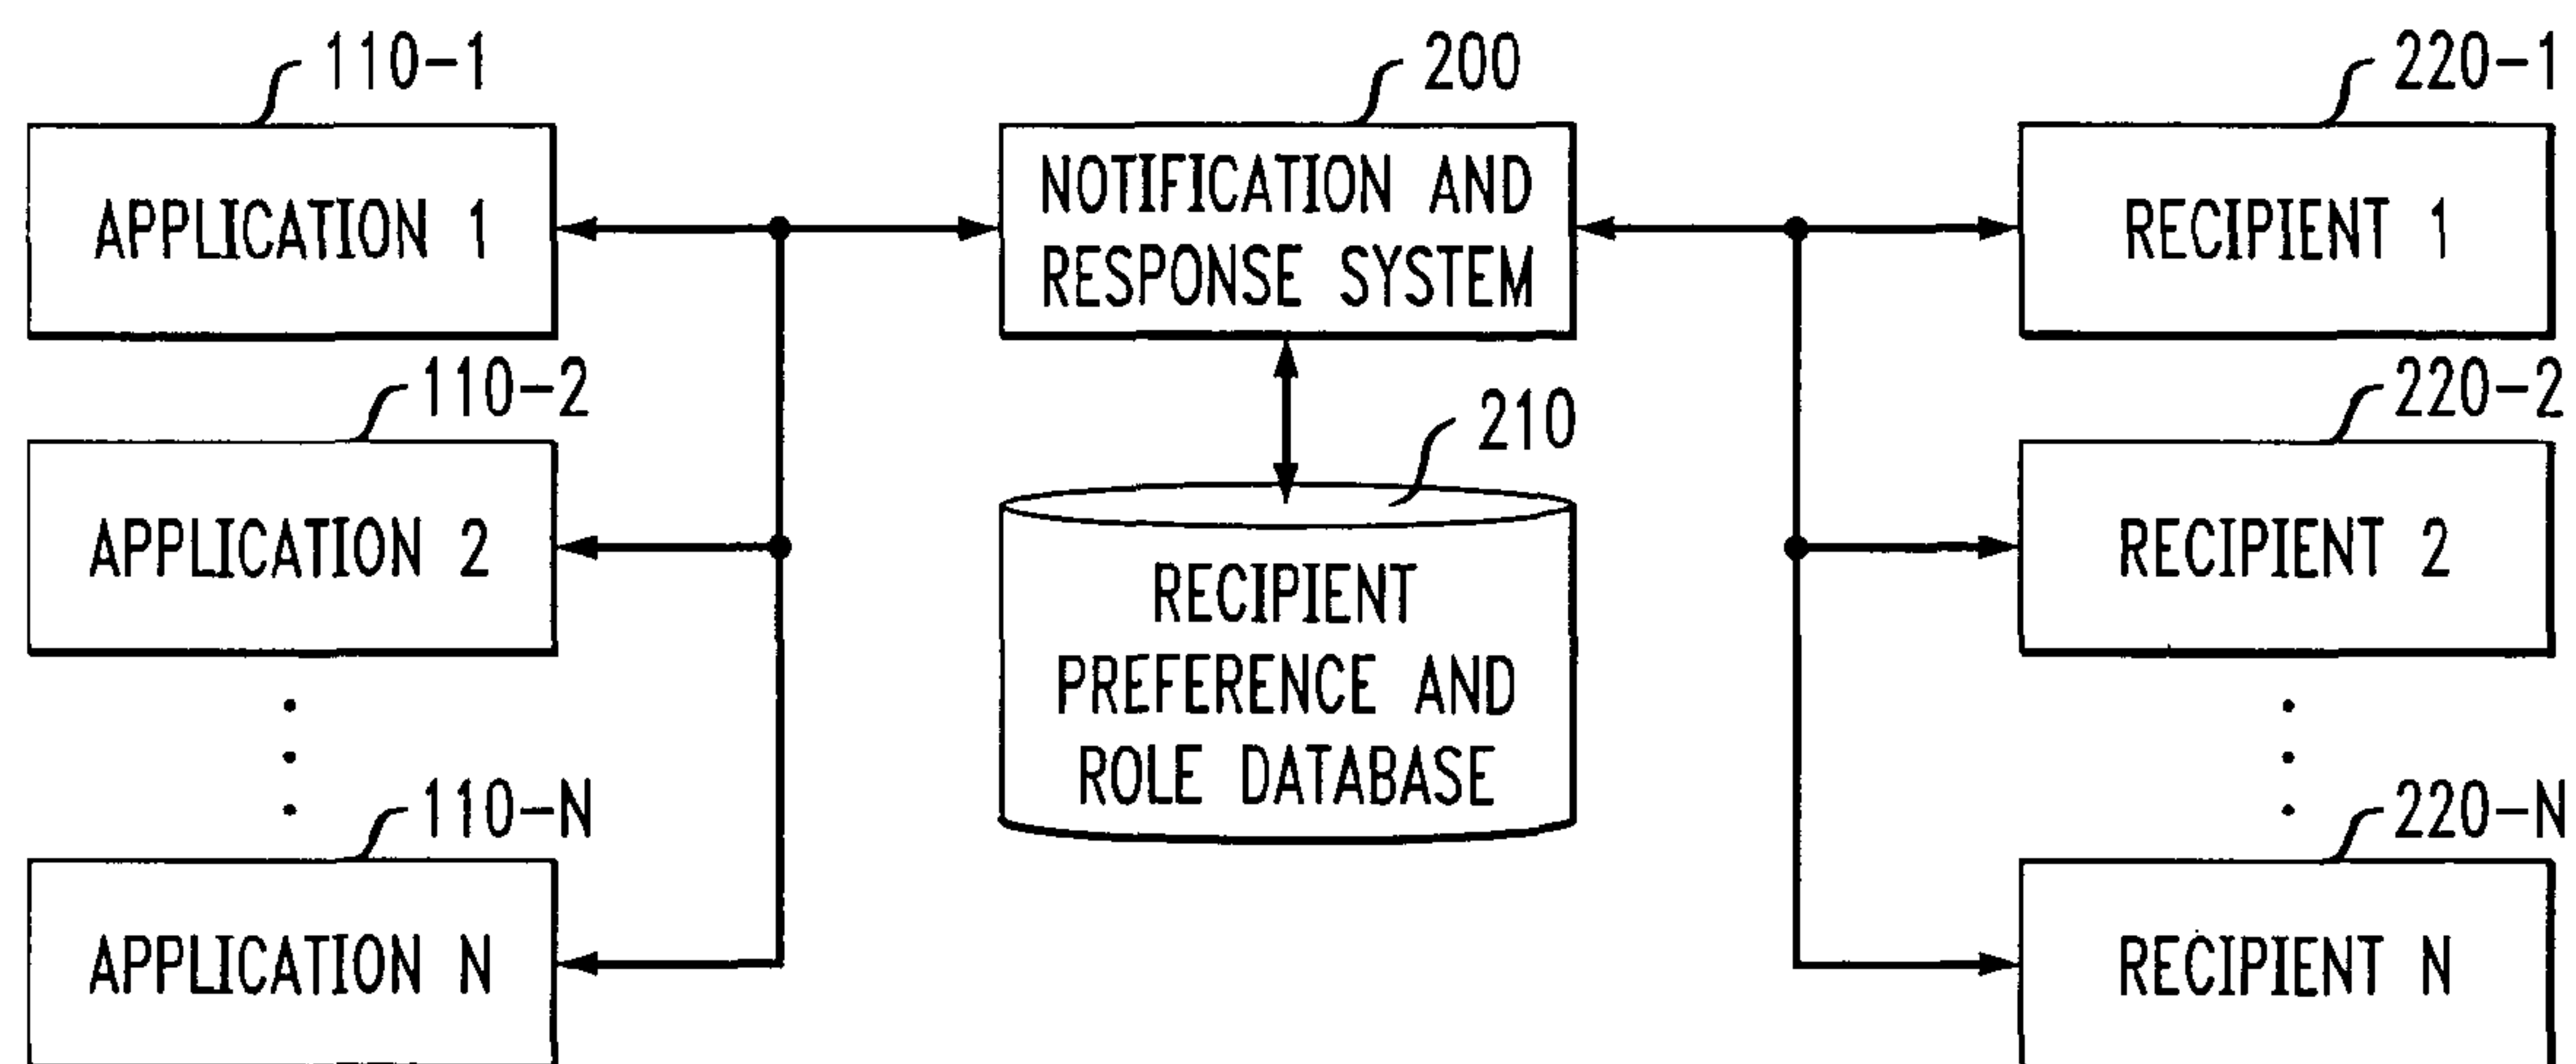 110-1
200
220-1
APPLICATION 1
NOTIFICATION AND
RESPONSE SYSTEM
RECIPIENT 1
110-2
210
220-2
APPLICATION 2
RECIPIENT
PREFERENCE AND
ROLE DATABASE
RECIPIENT 2
110-N
220-N
APPLICATION N
RECIPIENT N